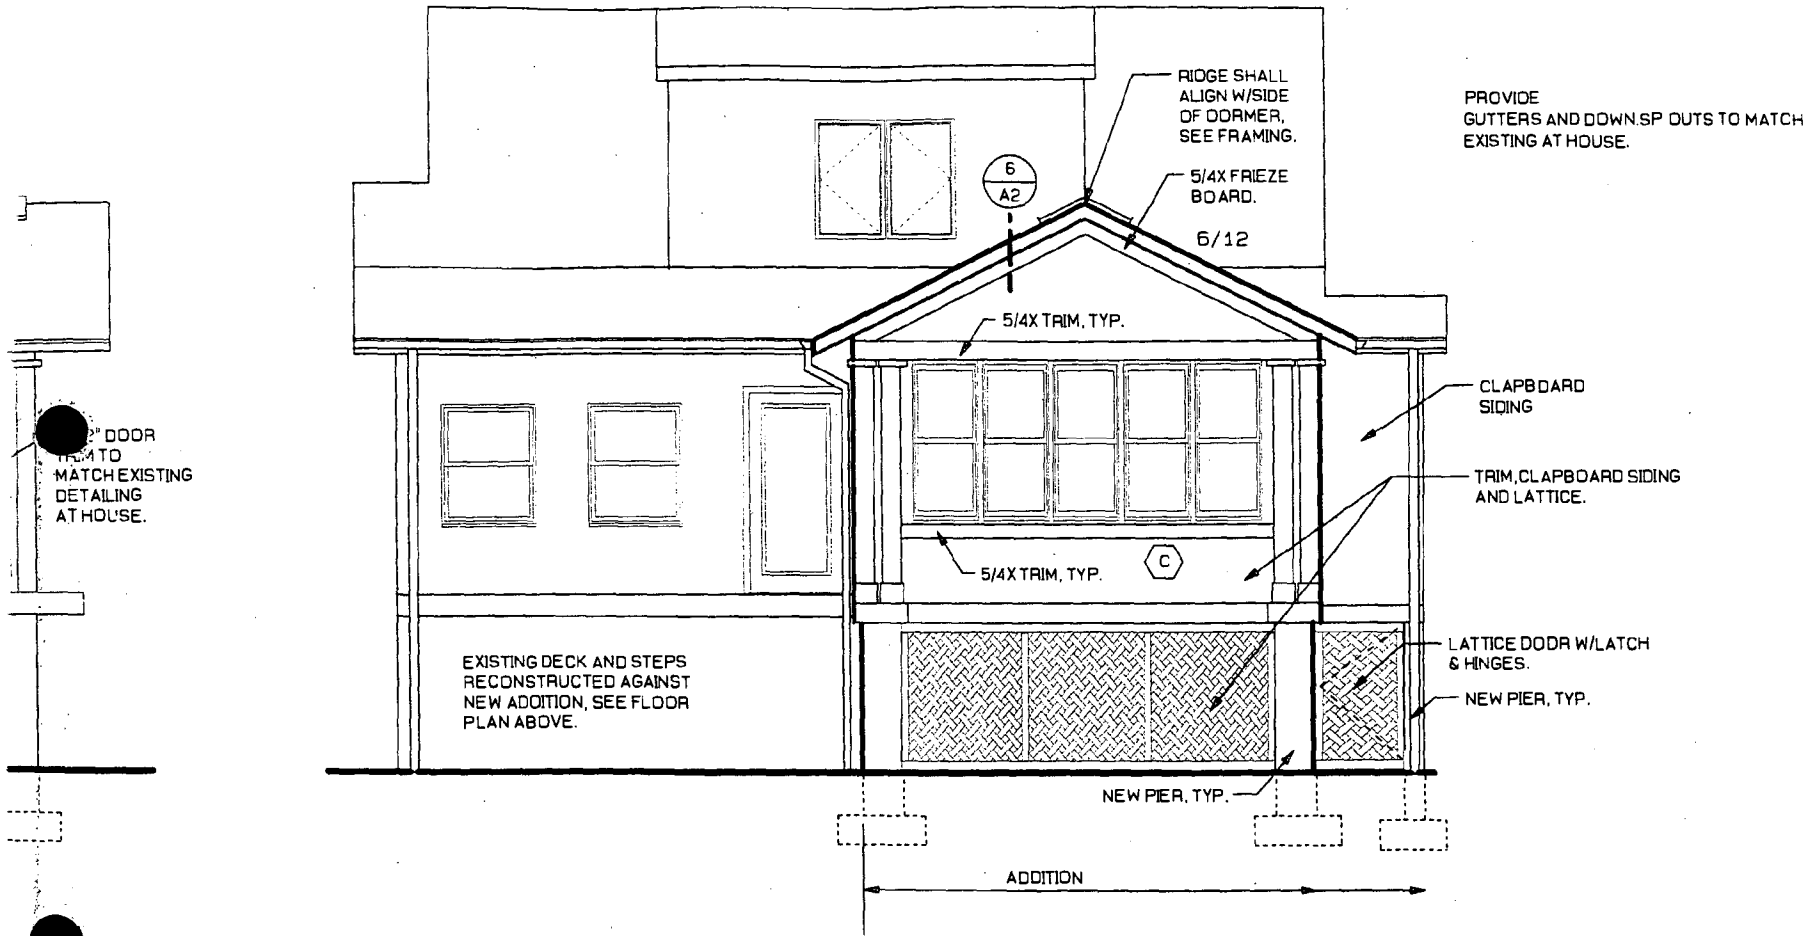 RIDGE SHALL
ALIGN W/SIDE
OF DORMER,
SEE FRAMING.
PROVIDE
GUTTERS AND DOWN.SP OUTS TO MATCH
EXISTING AT HOUSE.
6
A2
5/4X FRIEZE
BOARD.
6/12
5/4X TRIM, TYP.
CLAPBOARD
SIDING
2" DOOR
TRIM TO
MATCH EXISTING
DETAILING
AT HOUSE.
TRIM, CLAPBOARD SIDING
AND LATTICE.
C
5/4X TRIM, TYP.
LATTICE DOOR W/LATCH
& HINGES.
EXISTING DECK AND STEPS
RECONSTRUCTED AGAINST
NEW ADDITION, SEE FLOOR
PLAN ABOVE.
NEW PIER, TYP.
NEW PIER, TYP.
ADDITION